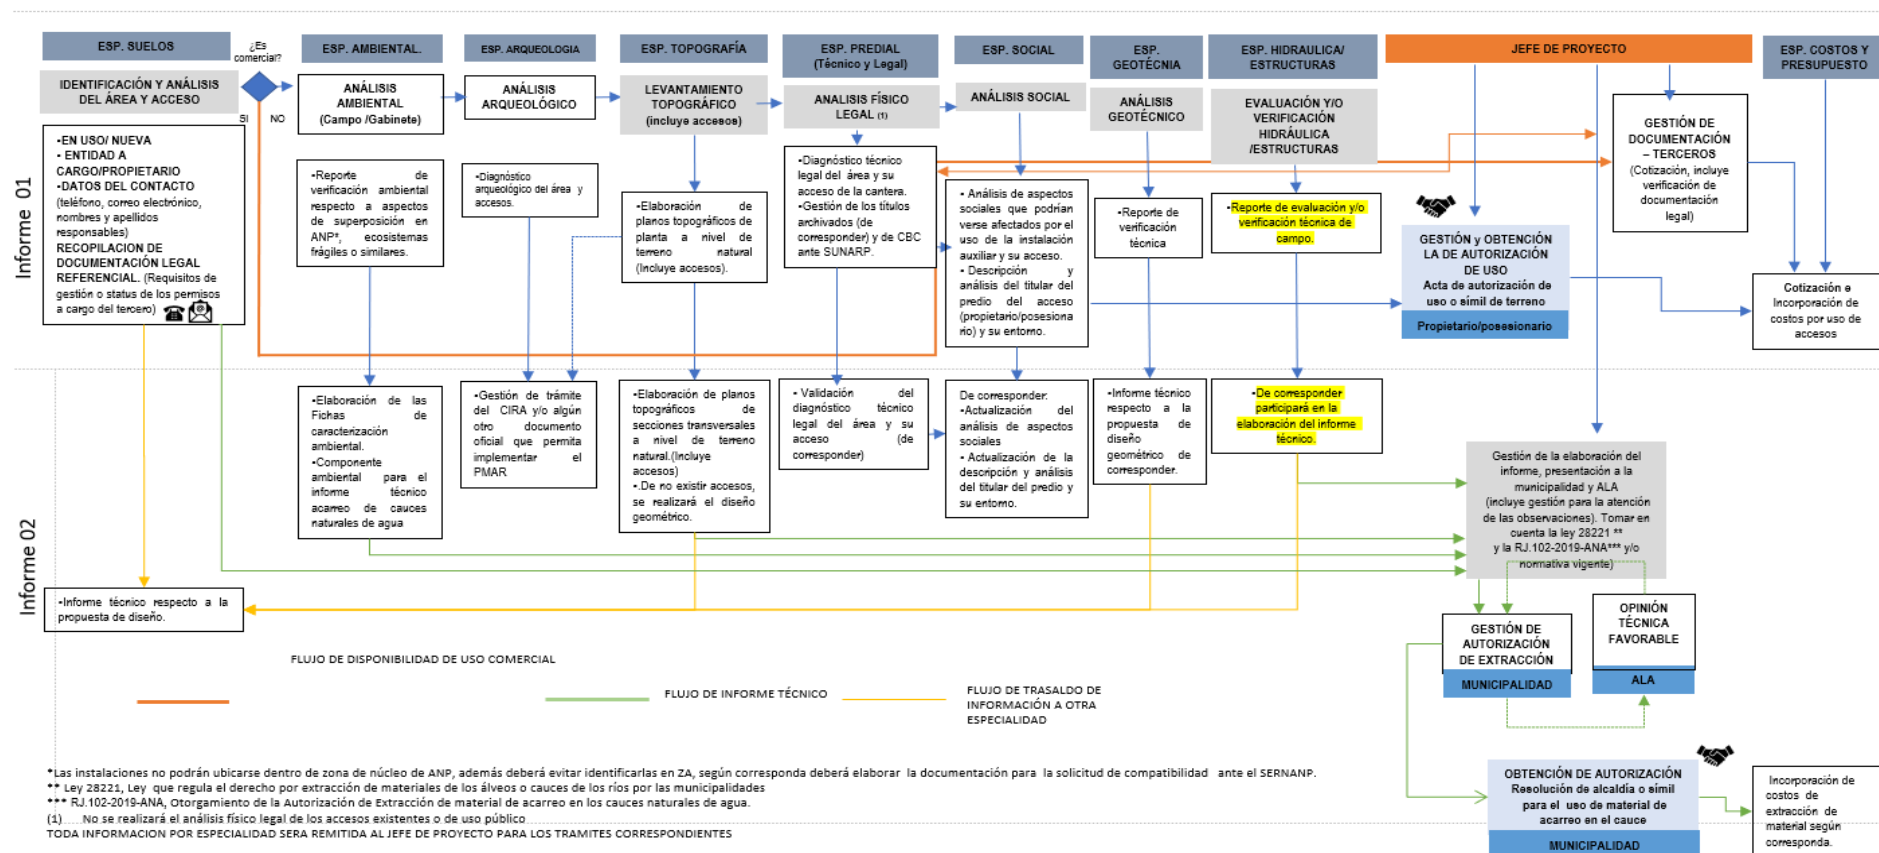 ESP. SUELOS
¿Es
comercial?
ESP. AMBIENTAL.
ESP. ARQUEOLOGIA
ESP. TOPOGRAFÍA
ESP. PREDIAL
(Técnico y Legal)
ESP. SOCIAL
ESP.
GEOTÉCNIA
ESP. HIDRAULICA/
ESTRUCTURAS
JEFE DE PROYECTO
ESP. COSTOS Y
PRESUPUESTO
IDENTIFICACIÓN Y ANÁLISIS
DEL ÁREA Y ACCESO
SI
NO
ANÁLISIS
AMBIENTAL
(Campo /Gabinete)
ANÁLISIS
ARQUEOLÓGICO
LEVANTAMIENTO
TOPOGRÁFICO
(incluye accesos)
ANALISIS FÍSICO
LEGAL (1)
ANÁLISIS SOCIAL
ANÁLISIS
GEOTÉCNICO
EVALUACIÓN Y/O
VERIFICACIÓN
HIDRÁULICA
/ESTRUCTURAS
GESTIÓN DE
DOCUMENTACIÓN
– TERCEROS
(Cotización, incluye
verificación de
documentación
legal)
Informe 01
•EN USO/ NUEVA
• ENTIDAD A
CARGO/PROPIETARIO
•DATOS DEL CONTACTO
(teléfono, correo electrónico,
nombres y apellidos
responsables)
RECOPILACION DE
DOCUMENTACIÓN LEGAL
REFERENCIAL. (Requisitos de
gestión o status de los permisos
a cargo del tercero)
•Reporte de
verificación ambiental
respecto a aspectos
de superposición en
ANP*, ecosistemas
frágiles o similares.
•Diagnóstico
arqueológico del área y
accesos.
•Elaboración de
planos topográficos de
planta a nivel de
terreno natural
(Incluye accesos).
•Diagnóstico técnico
legal del área y su
acceso de la cantera.
•Gestión de los títulos
archivados (de
corresponder) y de CBC
ante SUNARP.
• Análisis de aspectos
sociales que podrían
verse afectados por el
uso de la instalación
auxiliar y su acceso.
• Descripción y
análisis del titular del
predio del acceso
(propietario/posesiona
rio) y su entorno.
•Reporte de
verificación
técnica
•Reporte de evaluación y/o
verificación técnica de
campo.
GESTIÓN y OBTENCIÓN
LA DE AUTORIZACIÓN
DE USO
Acta de autorización de
uso o símil de terreno
Propietario/posesionario
Cotización e
Incorporación de
costos por uso de
accesos
Informe 02
•Elaboración de las
Fichas de
caracterización
ambiental.
•Componente
ambiental para el
informe técnico
acarreo de cauces
naturales de agua
•Gestión de trámite
del CIRA y/o algún
otro documento
oficial que permita
implementar el
PMAR
•Elaboración de planos
topográficos de
secciones transversales
a nivel de terreno
natural.(Incluye
accesos)
•.De no existir accesos,
se realizará el diseño
geométrico.
• Validación del
diagnóstico técnico
legal del área y su
acceso (de
corresponder)
De corresponder:
•Actualización del
análisis de aspectos
sociales
•Actualización de la
descripción y análisis
del titular del predio y
su entorno.
•Informe técnico
respecto a la
propuesta de
diseño
geométrico de
corresponder.
•De corresponder
participará en la
elaboración del informe
técnico.
Gestión de la elaboración del
informe, presentación a la
municipalidad y ALA
(incluye gestión para la atención
de las observaciones). Tomar en
cuenta la ley 28221 **
y la RJ.102-2019-ANA*** y/o
normativa vigente)
•Informe técnico respecto a la
propuesta de diseño.
GESTIÓN DE
AUTORIZACIÓN
DE EXTRACCIÓN
MUNICIPALIDAD
OPINIÓN
TÉCNICA
FAVORABLE
ALA
FLUJO DE DISPONIBILIDAD DE USO COMERCIAL
FLUJO DE INFORME TÉCNICO
FLUJO DE TRASALDO DE
INFORMACIÓN A OTRA
ESPECIALIDAD
OBTENCIÓN DE AUTORIZACIÓN
Resolución de alcaldía o símil
para el uso de material de
acarreo en el cauce
MUNICIPALIDAD
Incorporación de
costos de
extracción de
material según
corresponda.
*Las instalaciones no podrán ubicarse dentro de zona de núcleo de ANP, además deberá evitar identificarlas en ZA, según corresponda deberá elaborar la documentación para la solicitud de compatibilidad ante el SERNANP.
** Ley 28221, Ley que regula el derecho por extracción de materiales de los álveos o cauces de los ríos por las municipalidades
*** RJ.102-2019-ANA, Otorgamiento de la Autorización de Extracción de material de acarreo en los cauces naturales de agua.
(1) No se realizará el análisis físico legal de los accesos existentes o de uso público
TODA INFORMACION POR ESPECIALIDAD SERA REMITIDA AL JEFE DE PROYECTO PARA LOS TRAMITES CORRESPONDIENTES